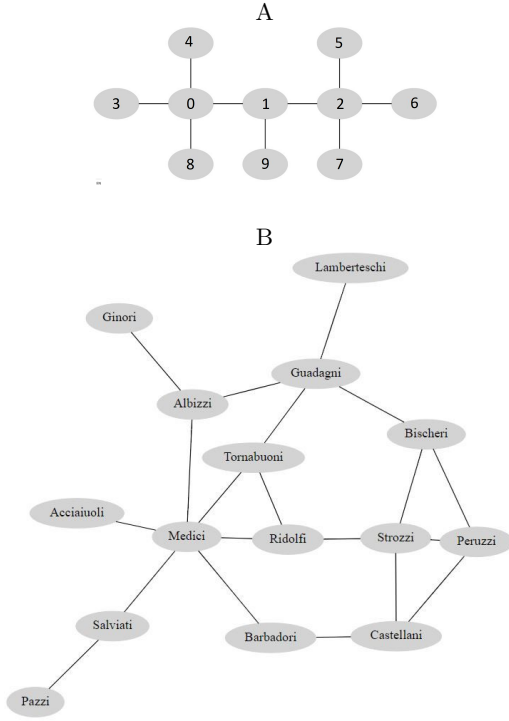 A
4 5
3 0 1 2 6
8 9 7
B
Lamberteschi
Ginori
Guadagni
Albizzi
Bischeri
Tornabuoni
Acciaiuoli
Medici Ridolfi Strozzi Peruzzi
Salviati
Barbadori Castellani
Pazzi